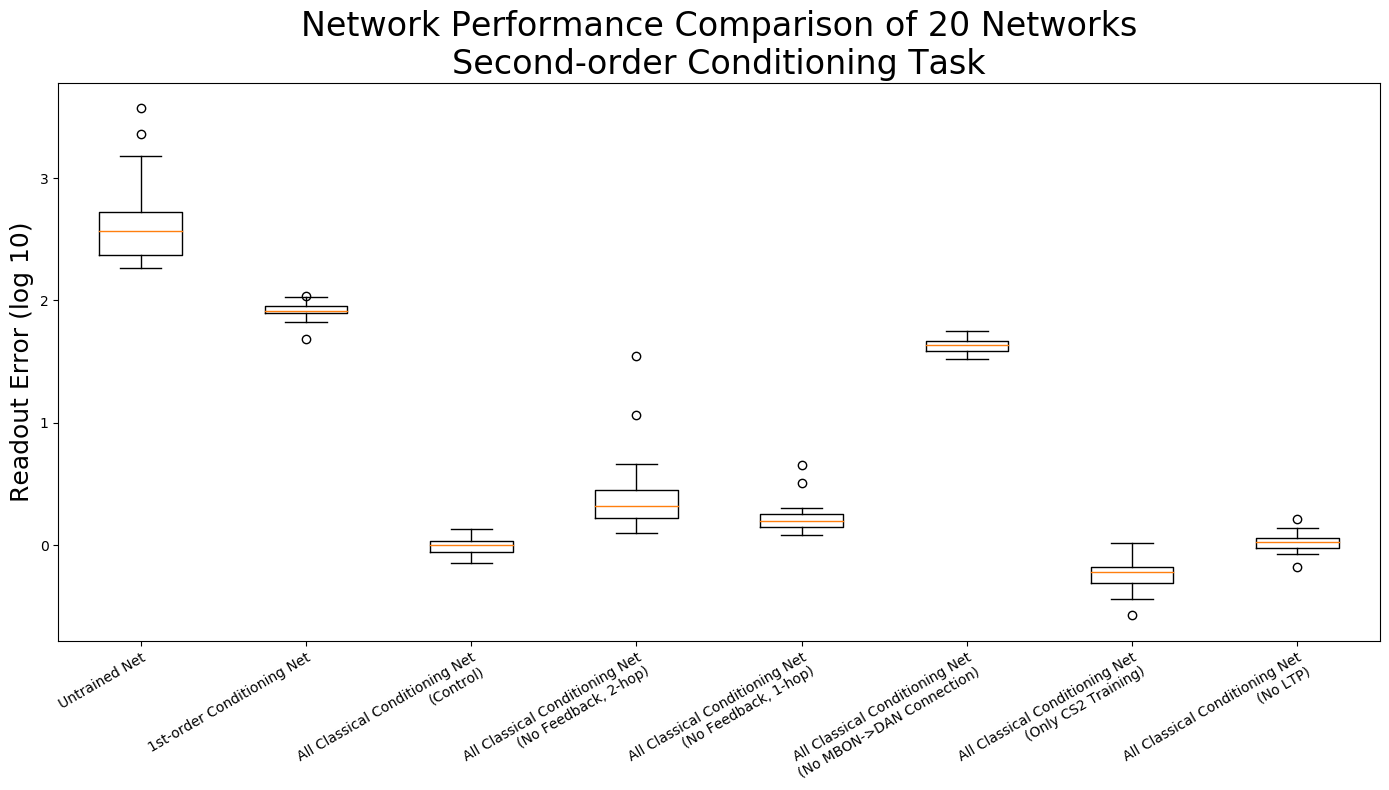 Network Performance Comparison of 20 Networks
Second-order Conditioning Task
Readout Error (log 10)
3
2
1
0
Untrained Net
1st-order Conditioning Net
All Classical Conditioning Net
(Control)
All Classical Conditioning Net
(No Feedback, 2-hop)
All Classical Conditioning Net
(No Feedback, 1-hop)
All Classical Conditioning Net
(No MBON->DAN Connection)
All Classical Conditioning Net
(Only CS2 Training)
All Classical Conditioning Net
(No LTP)